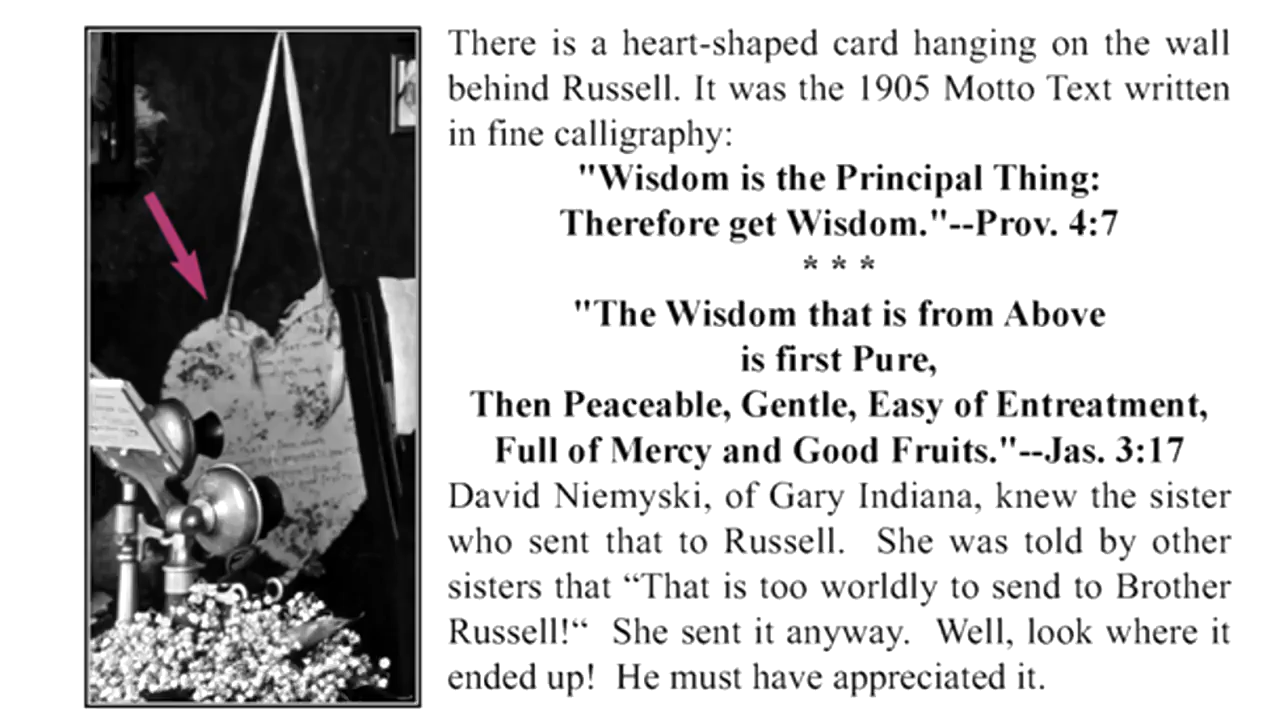 There is a heart-shaped card hanging on the wall
behind Russell. It was the 1905 Motto Text written
in fine calligraphy:
"Wisdom is the Principal Thing:
Therefore get Wisdom."--Prov. 4:7
* * *
"The Wisdom that is from Above
is first Pure,
Then Peaceable, Gentle, Easy of Entreatment,
Full of Mercy and Good Fruits."--Jas. 3:17
David Niemyski, of Gary Indiana, knew the sister
who sent that to Russell. She was told by other
sisters that “That is too worldly to send to Brother
Russell!“ She sent it anyway. Well, look where it
ended up! He must have appreciated it.